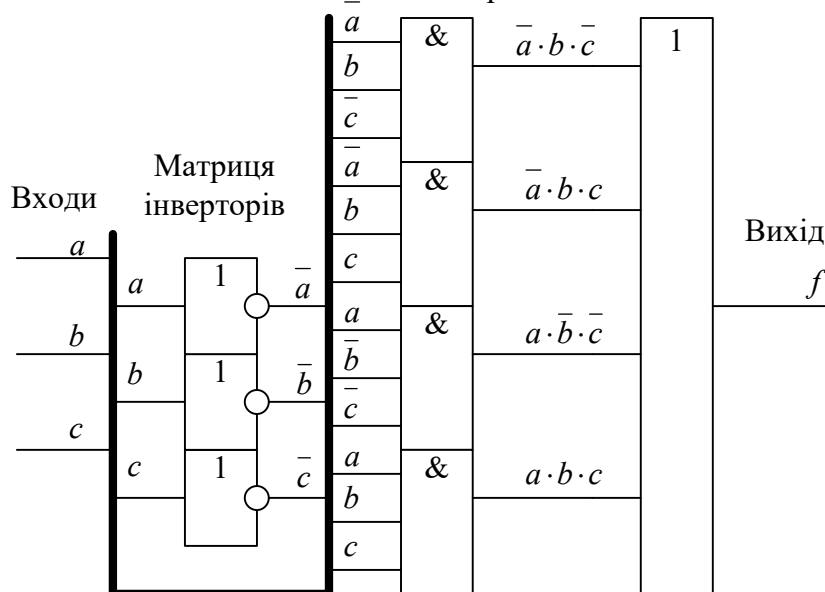 Входи
a
b
c
Матриця
інверторів
a
1
a̅
b
1
b̅
c
1
c̅
a̅
b
c̅
&
a̅·b·c̅
a̅
b
c
&
a̅·b·c
a
b̅
c̅
&
a·b̅·c̅
a
b
c
&
a·b·c
1
Вихід
f